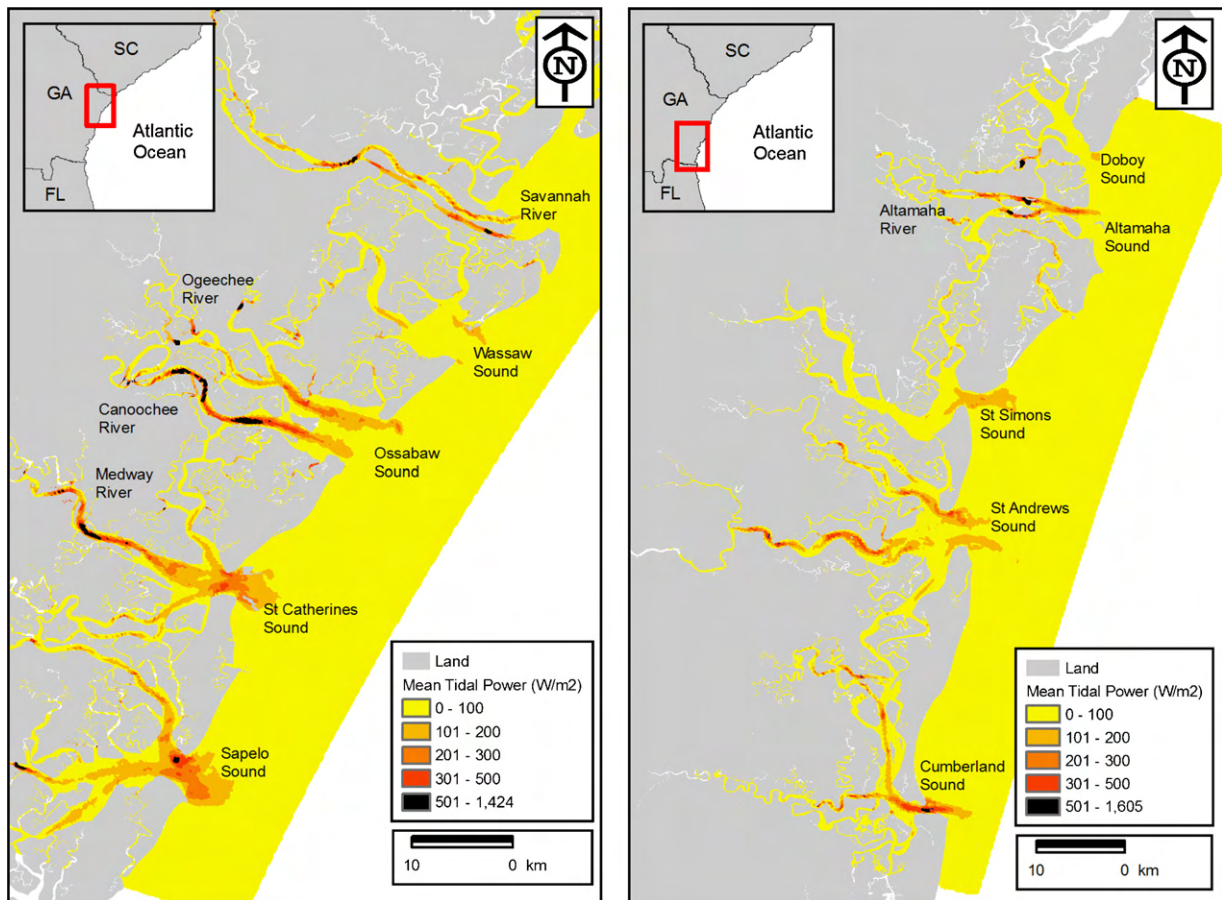 SC
GA
Atlantic
Ocean
FL
N
Savannah
River
Ogeechee
River
Wassaw
Sound
Canoochee
River
Ossabaw
Sound
Medway
River
St Catherines
Sound
Sapelo
Sound
Land
Mean Tidal Power (W/m2)
0 - 100
101 - 200
201 - 300
301 - 500
501 - 1,424
10 0 km
SC
GA
Atlantic
Ocean
FL
N
Doboy
Sound
Altamaha
River
Altamaha
Sound
St Simons
Sound
St Andrews
Sound
Cumberland
Sound
Land
Mean Tidal Power (W/m2)
0 - 100
101 - 200
201 - 300
301 - 500
501 - 1,605
10 0 km